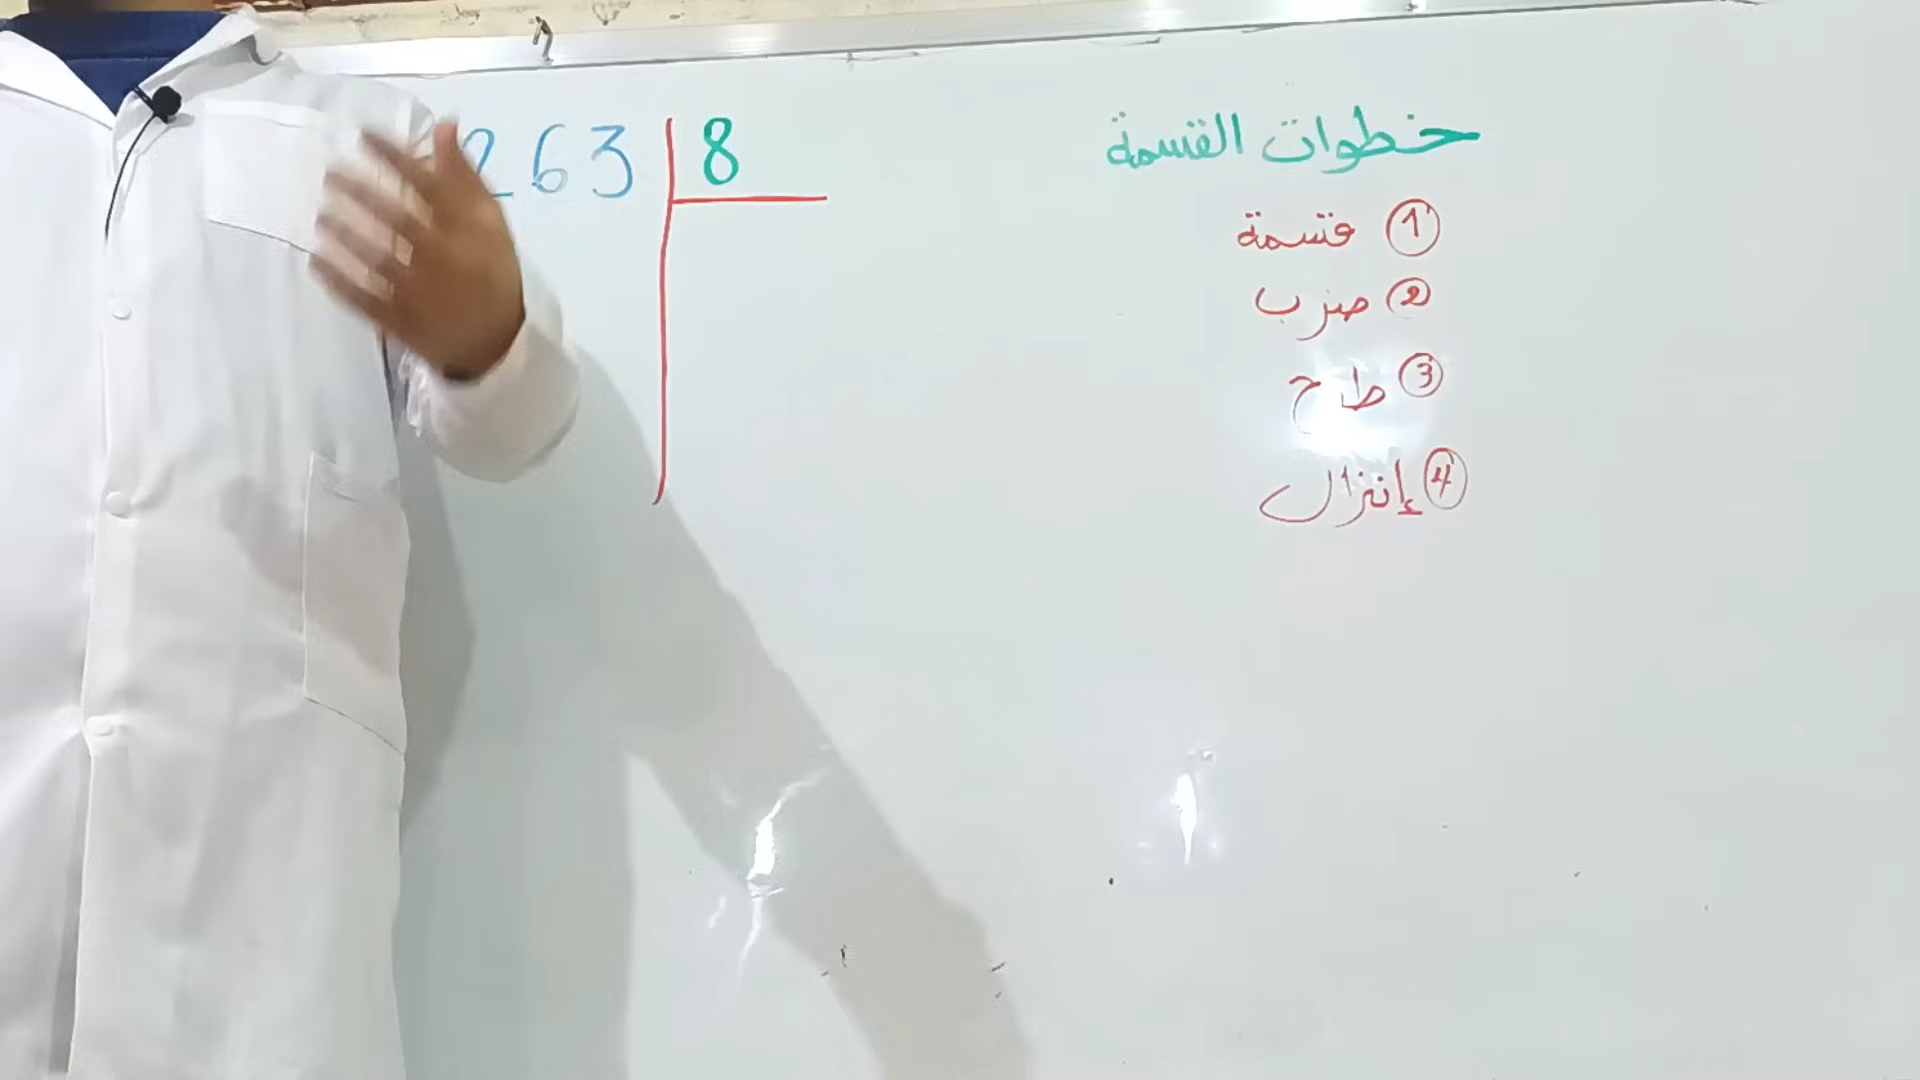 263 8
خطوات القسمة
1 قسمة
2 ضرب
3 طرح
4 إنزال